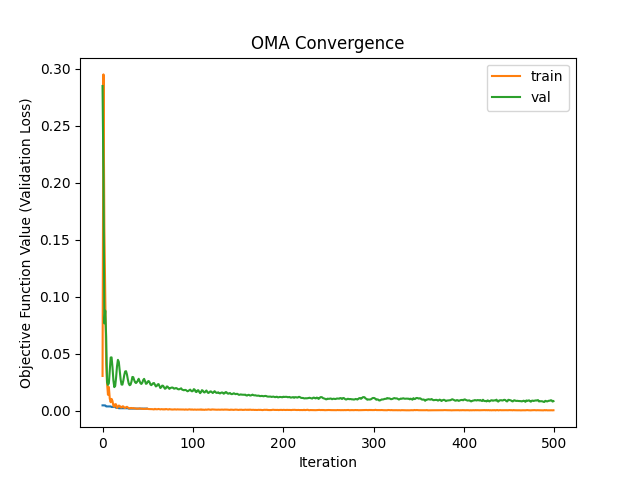 OMA Convergence
train
val
Objective Function Value (Validation Loss)
0.30
0.25
0.20
0.15
0.10
0.05
0.00
0
100
200
300
400
500
Iteration